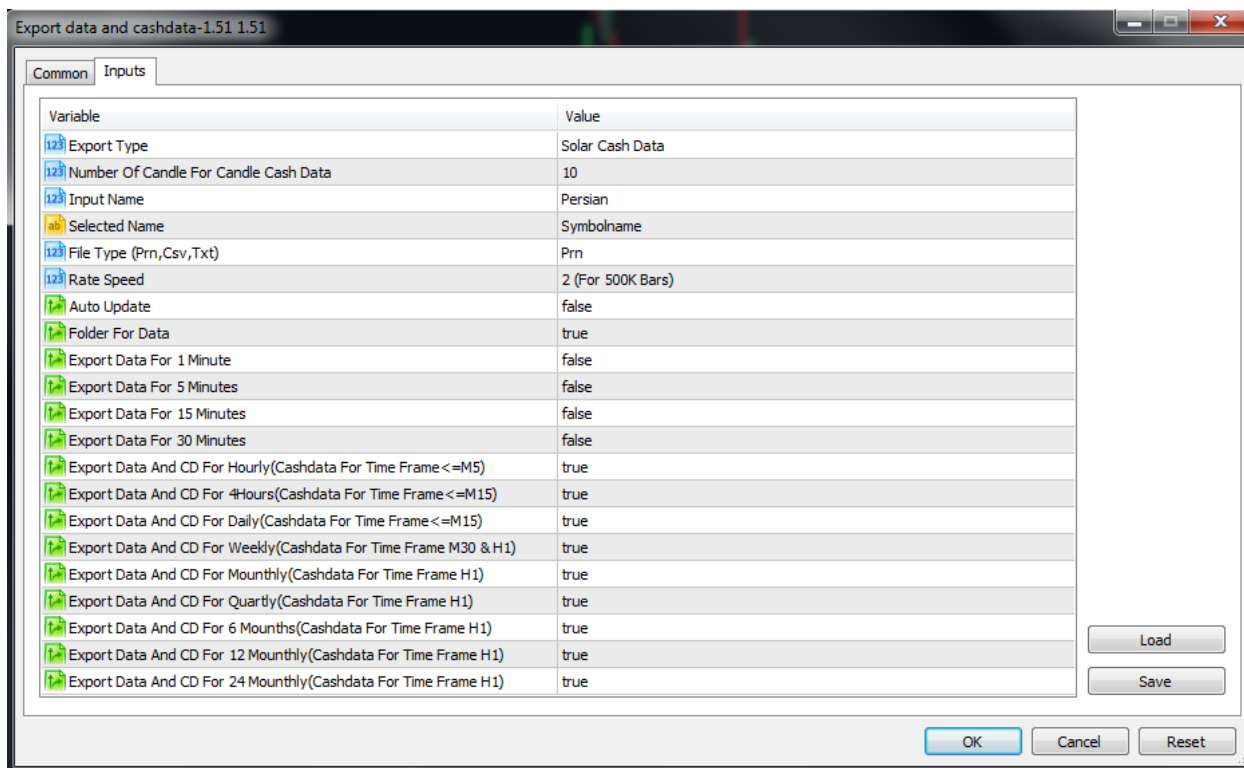 Export data and cashdata-1.51 1.51
Common Inputs
Variable Value
123 Export Type Solar Cash Data
123 Number Of Candle For Candle Cash Data 10
123 Input Name Persian
ab Selected Name Symbolname
123 File Type (Prn,Csv,Txt) Prn
123 Rate Speed 2 (For 500K Bars)
Auto Update false
Folder For Data true
Export Data For 1 Minute false
Export Data For 5 Minutes false
Export Data For 15 Minutes false
Export Data For 30 Minutes false
Export Data And CD For Hourly(Cashdata For Time Frame<=M5) true
Export Data And CD For 4Hours(Cashdata For Time Frame<=M15) true
Export Data And CD For Daily(Cashdata For Time Frame<=M15) true
Export Data And CD For Weekly(Cashdata For Time Frame M30 & H1) true
Export Data And CD For Mounthly(Cashdata For Time Frame H1) true
Export Data And CD For Quartly(Cashdata For Time Frame H1) true
Export Data And CD For 6 Mounths(Cashdata For Time Frame H1) true
Export Data And CD For 12 Mounthly(Cashdata For Time Frame H1) true
Export Data And CD For 24 Mounthly(Cashdata For Time Frame H1) true
Load
Save
OK Cancel Reset